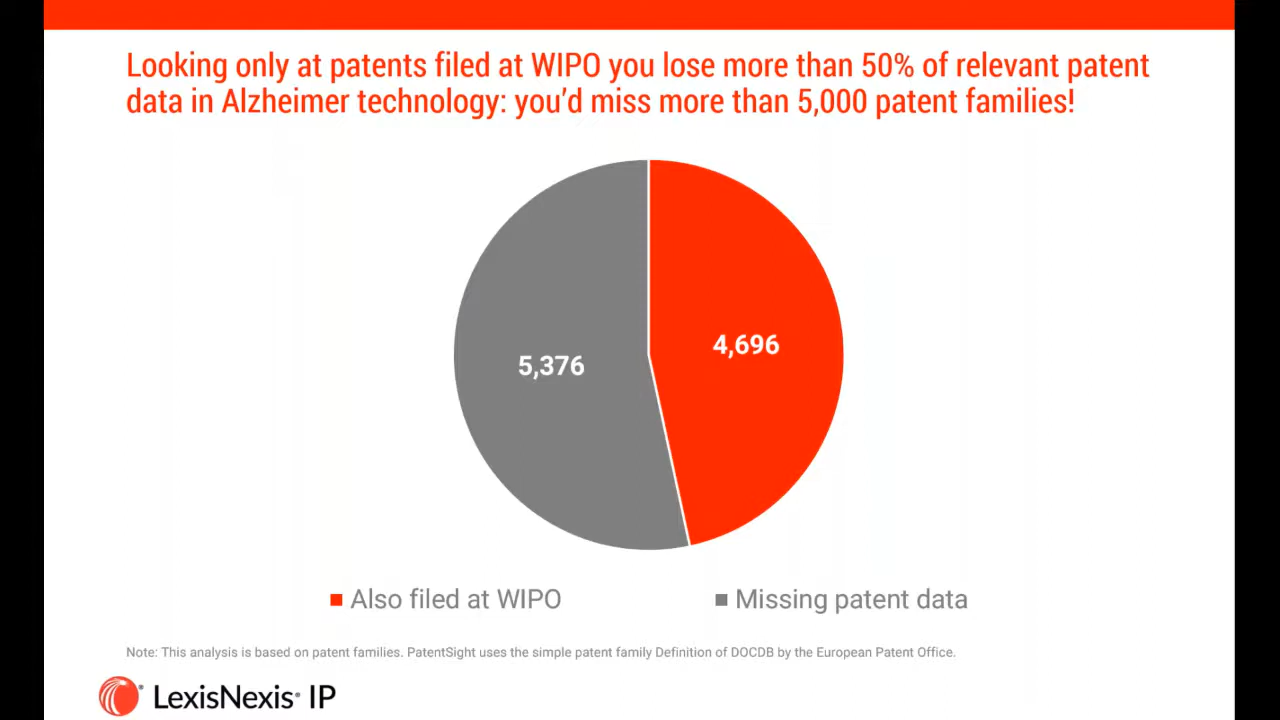 Looking only at patents filed at WIPO you lose more than 50% of relevant patent
data in Alzheimer technology: you’d miss more than 5,000 patent families!
4,696
5,376
Also filed at WIPO
Missing patent data
Note: This analysis is based on patent families. PatentSight uses the simple patent family Definition of DOCDB by the European Patent Office.
LexisNexis® IP